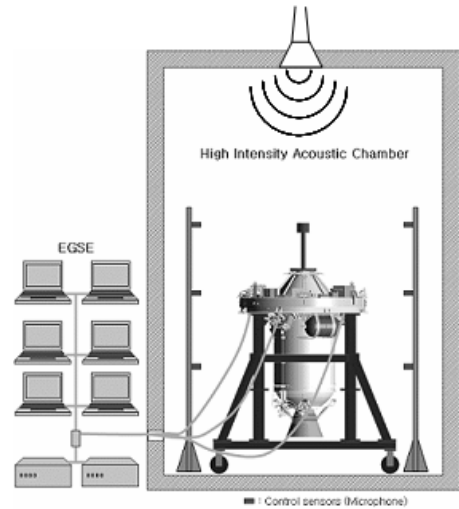 High Intensity Acoustic Chamber
EGSE
: Control sensors (Microphone)